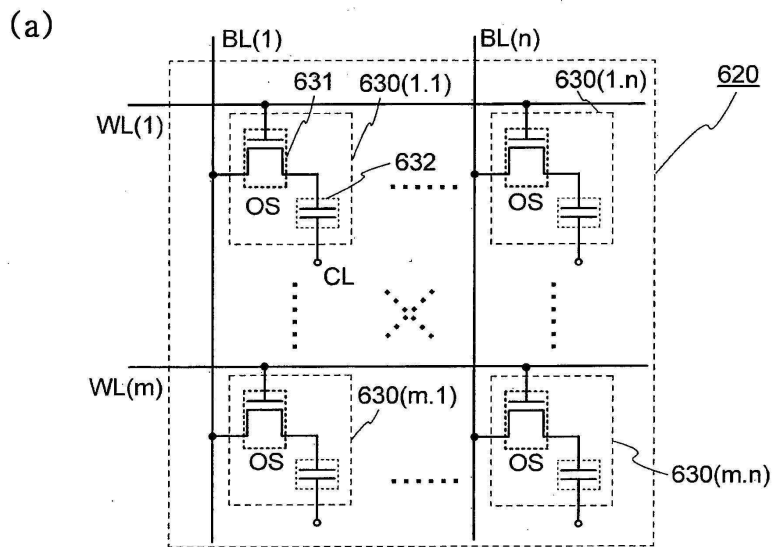 (a)
BL(1)
BL(n)
631
630(1.1)
630(1.n)
620
WL(1)
632
OS
OS
CL
WL(m)
630(m.1)
OS
OS
630(m.n)